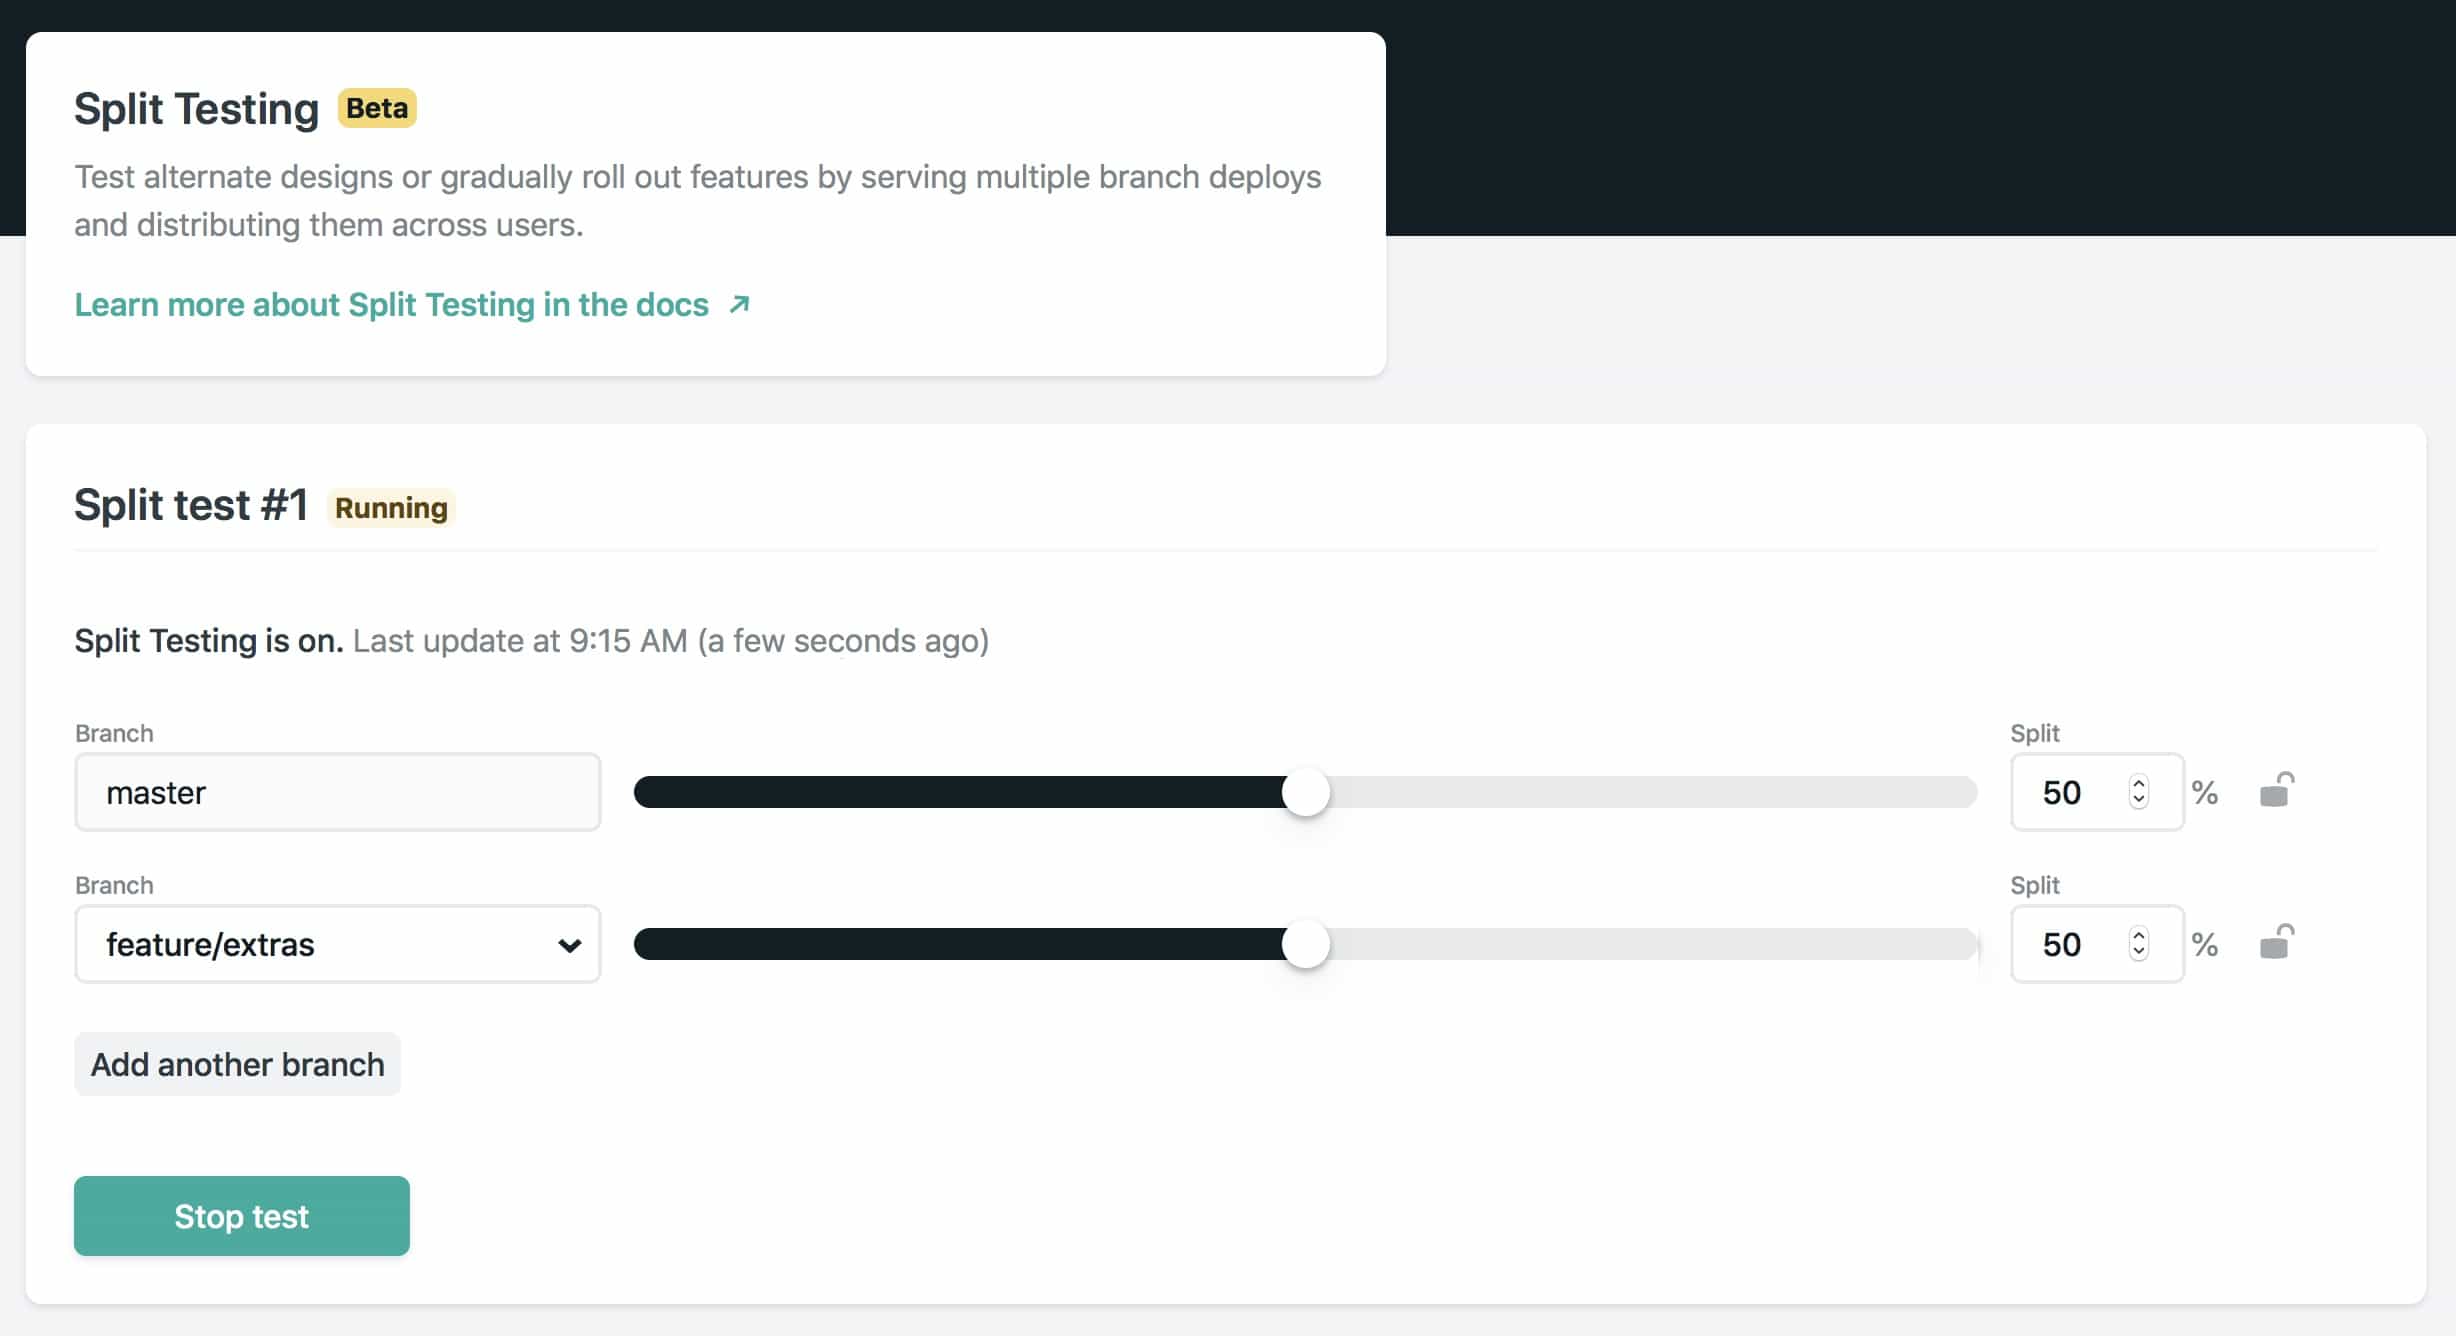 Split Testing Beta
Test alternate designs or gradually roll out features by serving multiple branch deploys
and distributing them across users.
Learn more about Split Testing in the docs
Split test #1 Running
Split Testing is on. Last update at 9:15 AM (a few seconds ago)
Branch Split
master 50 %
Branch Split
feature/extras 50 %
Add another branch
Stop test